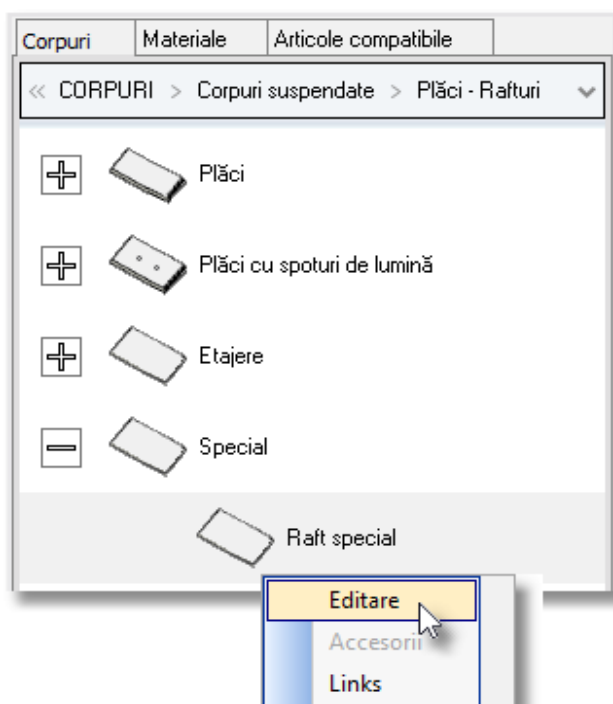 Corpuri Materiale Articole compatibile
« CORPURI > Corpuri suspendate > Plăci - Rafturi
Plăci
Plăci cu spoturi de lumină
Etajere
Special
Raft special
Editare
Accesorii
Links